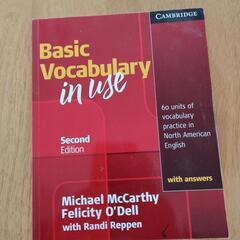 CAMBRIDGE
Basic
Vocabulary
in use
60 units of
vocabulary
practice in
North American
English
Second
Edition
with answers
Michael McCarthy
Felicity O'Dell
with Randi Reppen